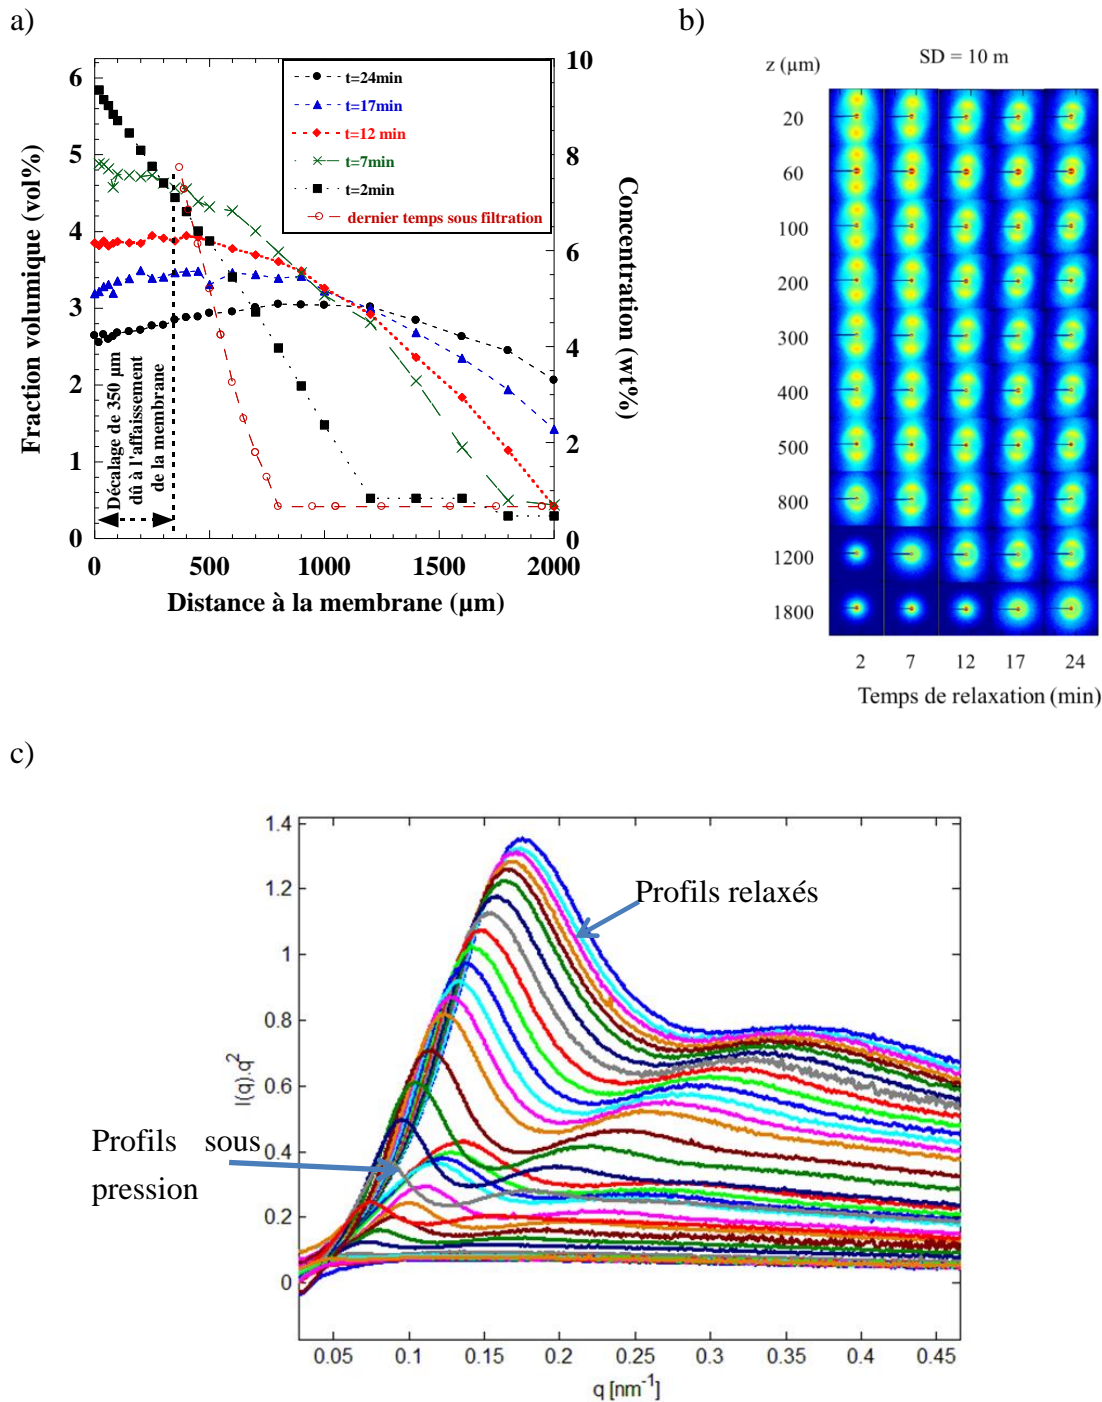 a)
Fraction volumique (vol%)
6
5
4
3
2
1
0
t=24min
t=17min
t=12 min
t=7min
t=2min
dernier temps sous filtration
Décalage de 350 µm
dû à l'affaissement
de la membrane
10
8
6
4
2
0
Concentration (wt%)
0 500 1000 1500 2000
Distance à la membrane (µm)
b)
z (µm) SD = 10 m
20
60
100
200
300
400
500
800
1200
1800
2 7 12 17 24
Temps de relaxation (min)
c)
I(q).q²
1.4
1.2
1
0.8
0.6
0.4
0.2
0
Profils relaxés
Profils sous
pression
0.05 0.1 0.15 0.2 0.25 0.3 0.35 0.4 0.45
q [nm⁻¹]